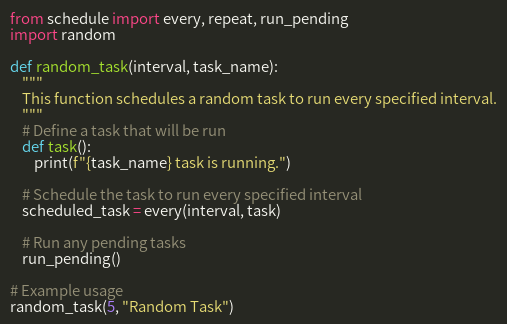 from schedule import every, repeat, run_pending
import random

def random_task(interval, task_name):
    """
    This function schedules a random task to run every specified interval.
    """
    # Define a task that will be run
    def task():
        print(f"{task_name} task is running.")

    # Schedule the task to run every specified interval
    scheduled_task = every(interval, task)

    # Run any pending tasks
    run_pending()

# Example usage
random_task(5, "Random Task")